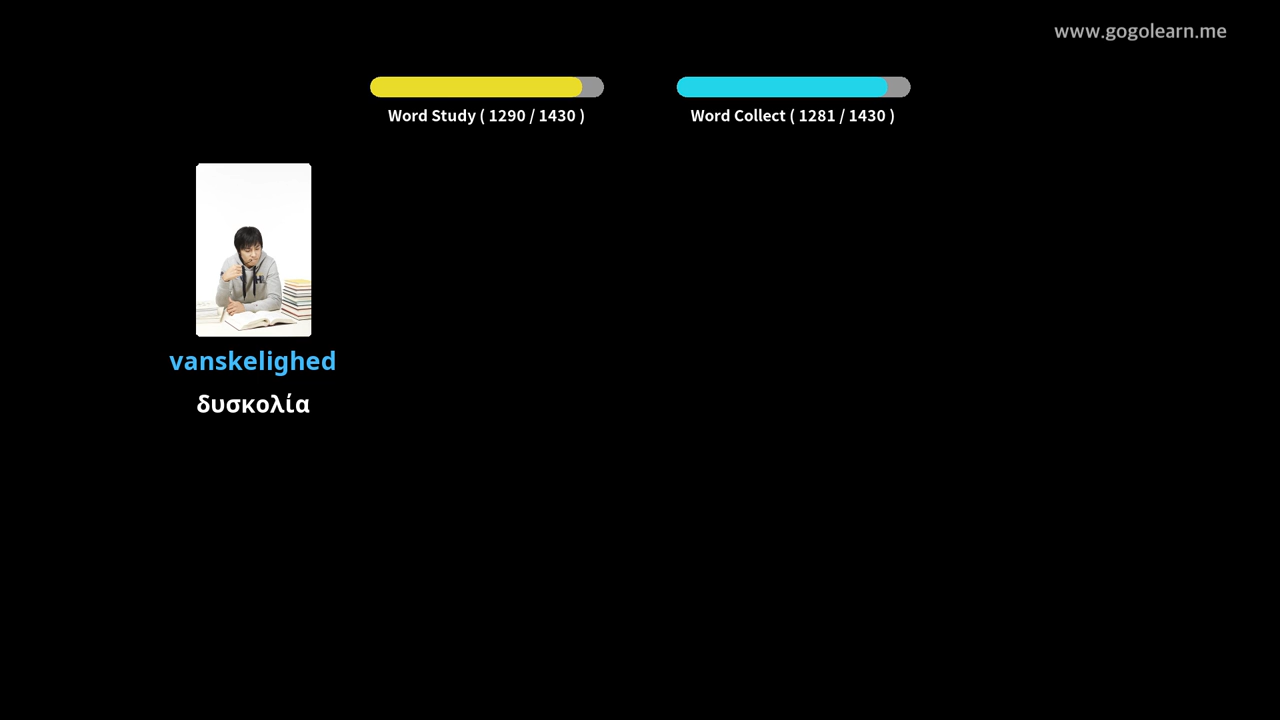 www.gogolearn.me
Word Study ( 1290 / 1430 )
Word Collect ( 1281 / 1430 )
vanskelighed
δυσκολία